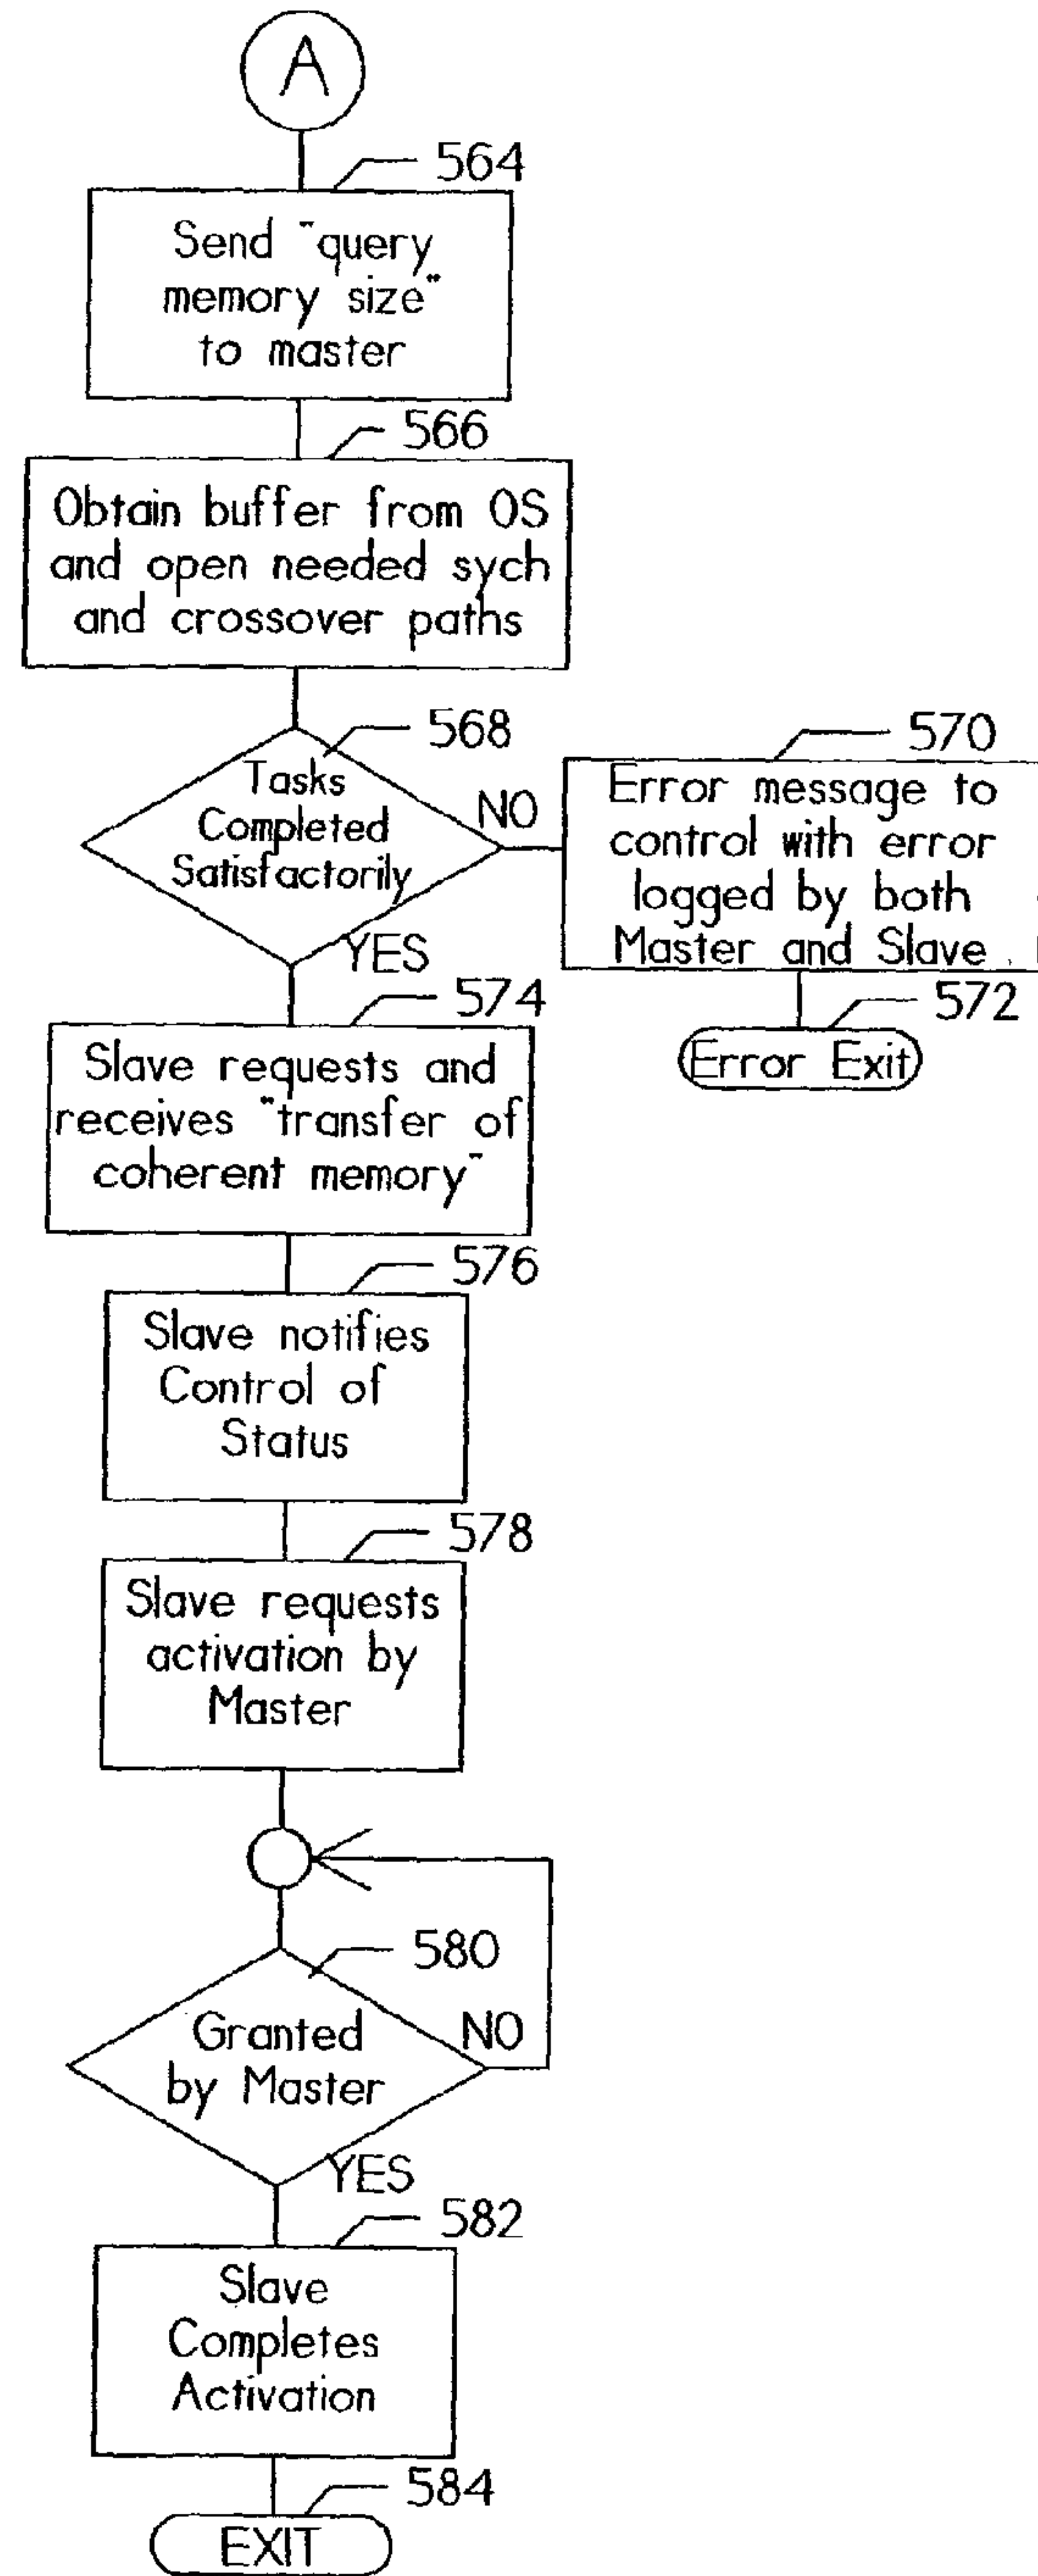 A
564
Send "query
memory size"
to master
566
Obtain buffer from OS
and open needed sych
and crossover paths
568
Tasks
Completed
Satisfactorily
NO
YES
570
Error message to
control with error
logged by both
Master and Slave
572
Error Exit
574
Slave requests and
receives "transfer of
coherent memory"
576
Slave notifies
Control of
Status
578
Slave requests
activation by
Master
580
Granted
by Master
NO
YES
582
Slave
Completes
Activation
584
EXIT